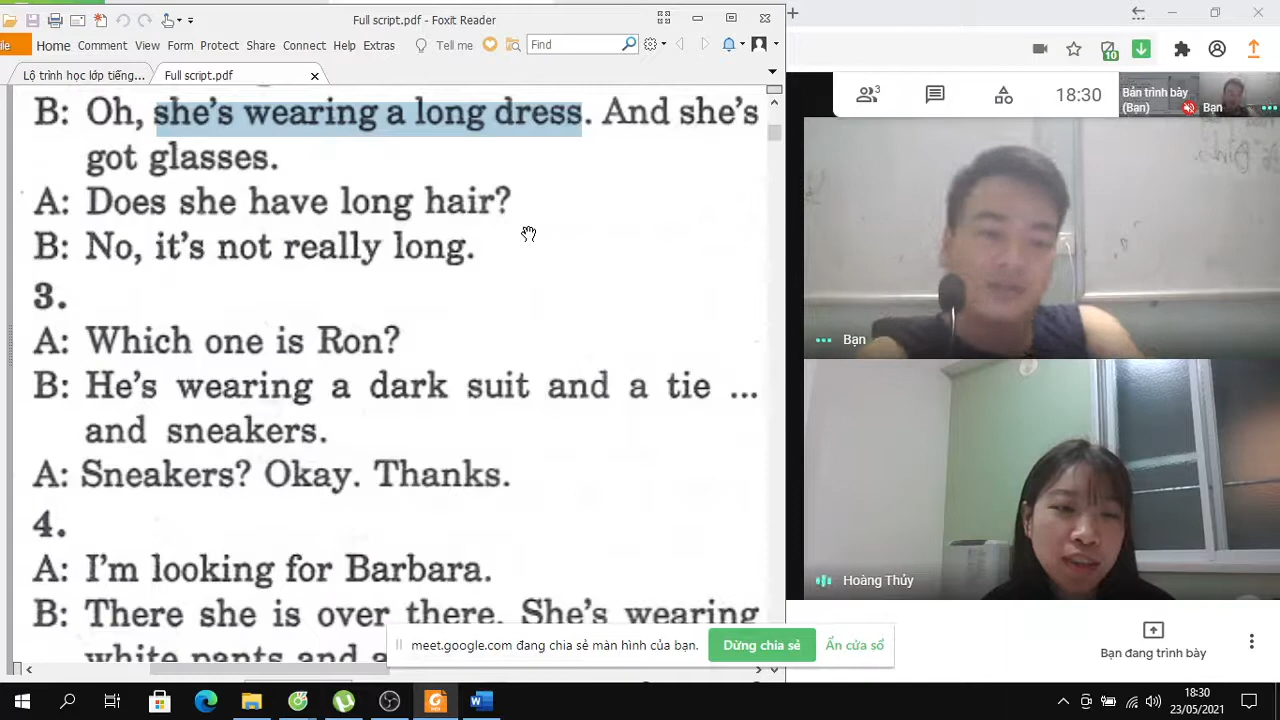 Full script.pdf - Foxit Reader
Home Comment View Form Protect Share Connect Help Extras Tell me Find
Lộ trình học lớp tiếng... Full script.pdf
B: Oh, she's wearing a long dress. And she's
got glasses.
A: Does she have long hair?
B: No, it's not really long.
3.
A: Which one is Ron?
B: He's wearing a dark suit and a tie ...
and sneakers.
A: Sneakers? Okay. Thanks.
4.
A: I'm looking for Barbara.
B: There she is over there. She's wearing
white pants and a
meet.google.com đang chia sẻ màn hình của bạn. Dừng chia sẻ Ẩn cửa sổ
10
3
18:30
Bản trình bày
(Bạn)
Bạn
Bạn
Hoàng Thủy
Bạn đang trình bày
18:30
23/05/2021